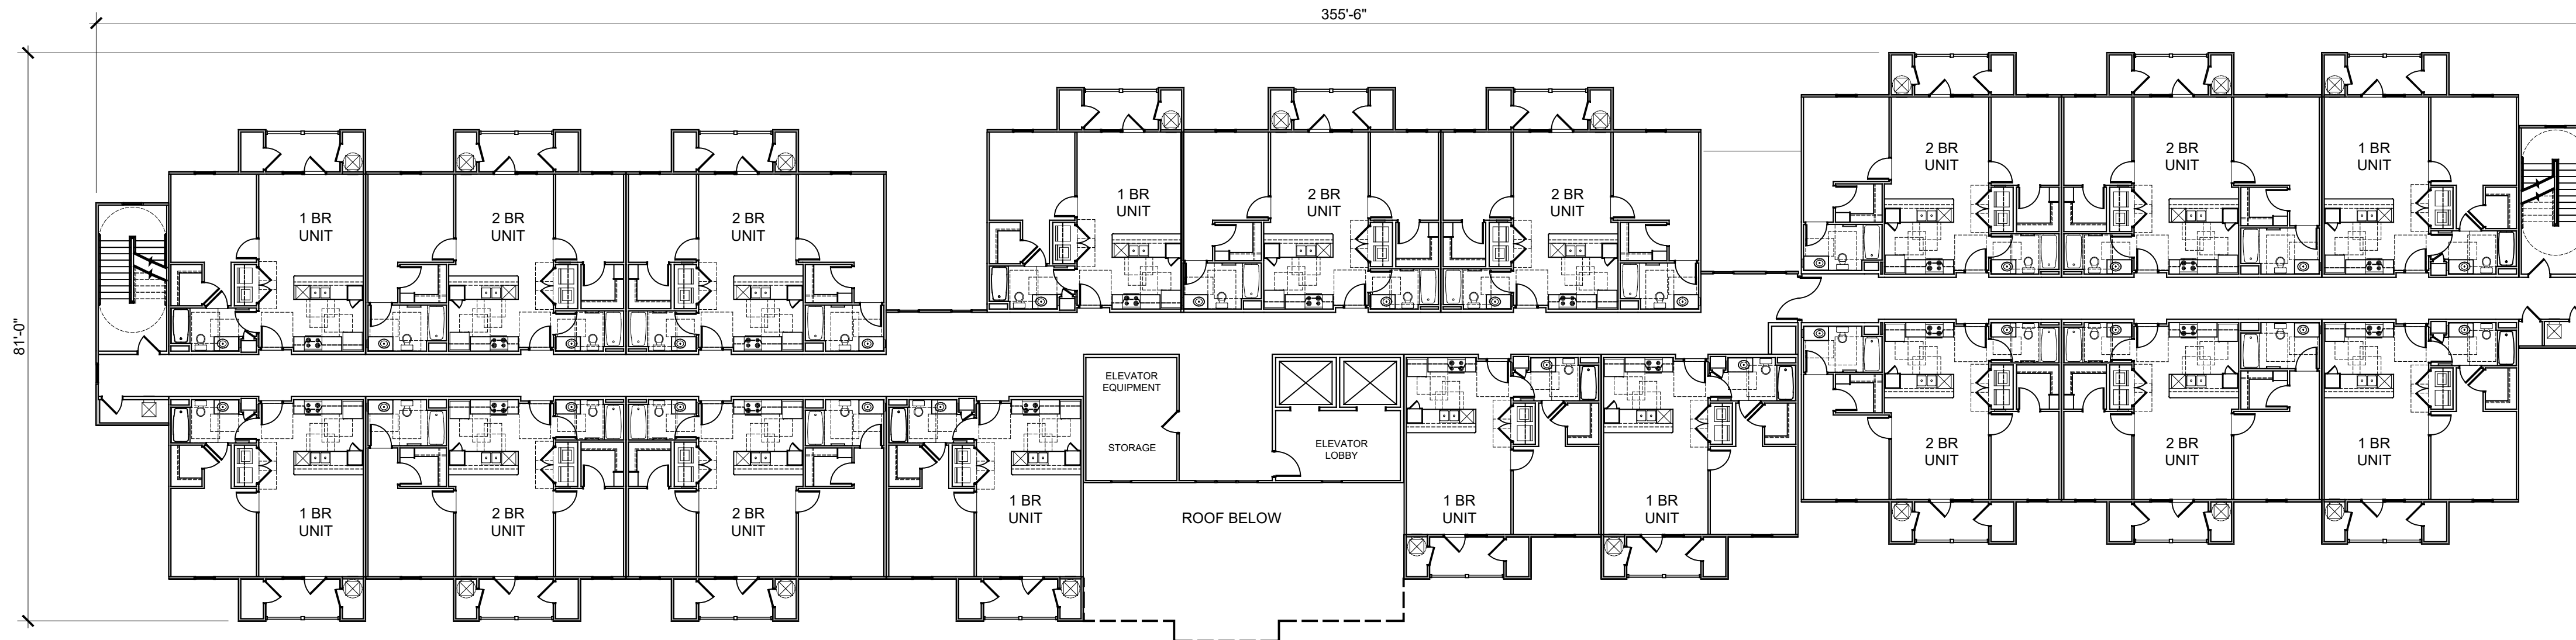 355'-6"
81'-0"
2 BR
UNIT
2 BR
UNIT
1 BR
UNIT
1 BR
UNIT
2 BR
UNIT
2 BR
UNIT
1 BR
UNIT
2 BR
UNIT
2 BR
UNIT
ELEVATOR
EQUIPMENT
STORAGE
ELEVATOR
LOBBY
2 BR
UNIT
2 BR
UNIT
1 BR
UNIT
1 BR
UNIT
2 BR
UNIT
2 BR
UNIT
1 BR
UNIT
1 BR
UNIT
1 BR
UNIT
ROOF BELOW